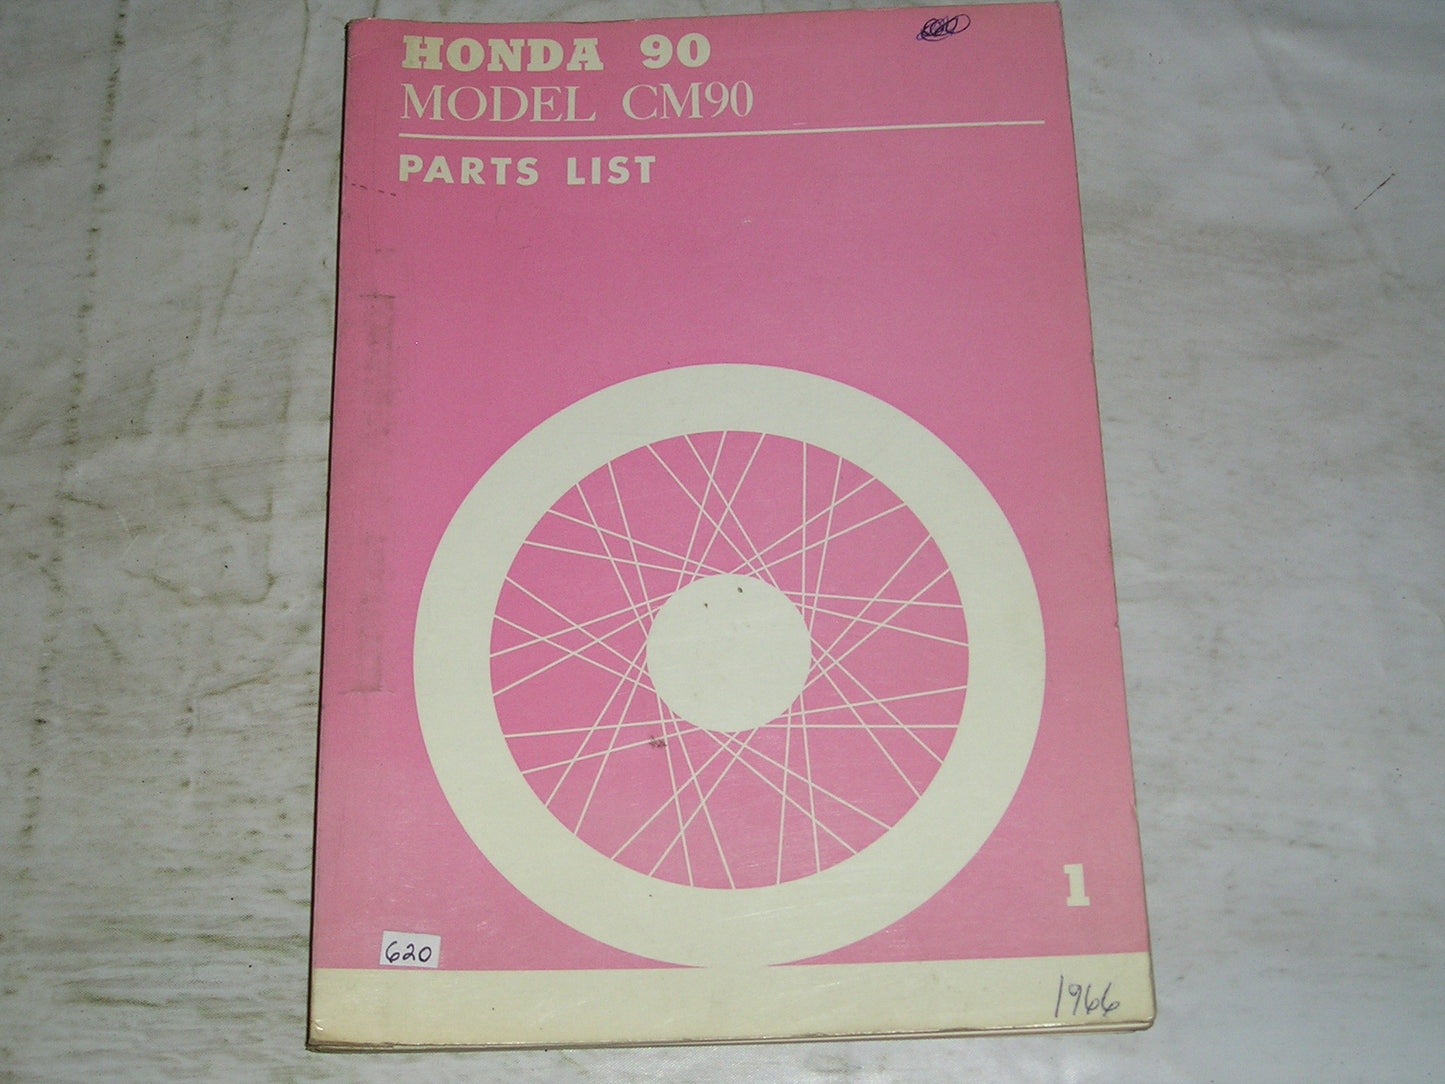 HONDA 90
MODEL CM90
PARTS LIST
1
620
1966